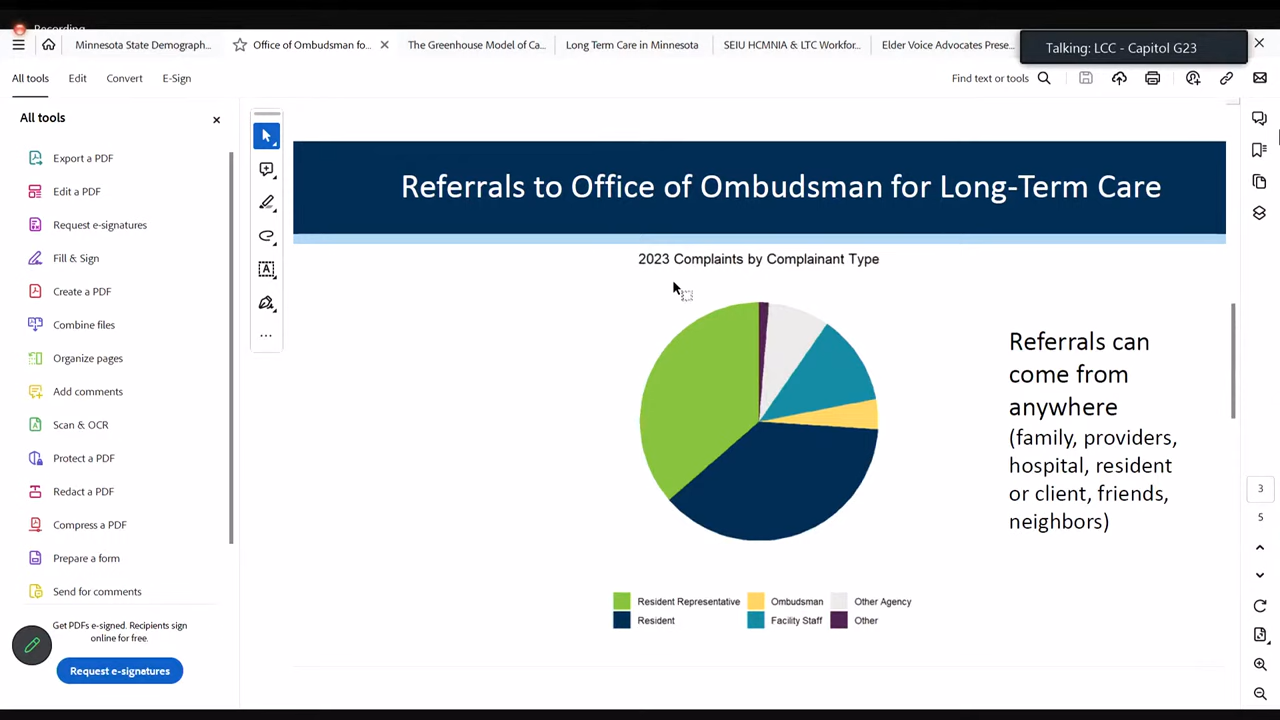 Recording
Minnesota State Demograph...
Office of Ombudsman fo...
The Greenhouse Model of Ca...
Long Term Care in Minnesota
SEIU HCMNIA & LTC Workfor...
Elder Voice Advocates Prese...
Talking: LCC - Capitol G23
All tools
Edit
Convert
E-Sign
Find text or tools
All tools
Export a PDF
Edit a PDF
Request e-signatures
Fill & Sign
Create a PDF
Combine files
Organize pages
Add comments
Scan & OCR
Protect a PDF
Redact a PDF
Compress a PDF
Prepare a form
Send for comments
Get PDFs e-signed. Recipients sign
online for free.
Request e-signatures
Referrals to Office of Ombudsman for Long-Term Care
2023 Complaints by Complainant Type
Referrals can
come from
anywhere
(family, providers,
hospital, resident
or client, friends,
neighbors)
Resident Representative
Ombudsman
Other Agency
Resident
Facility Staff
Other
3
5